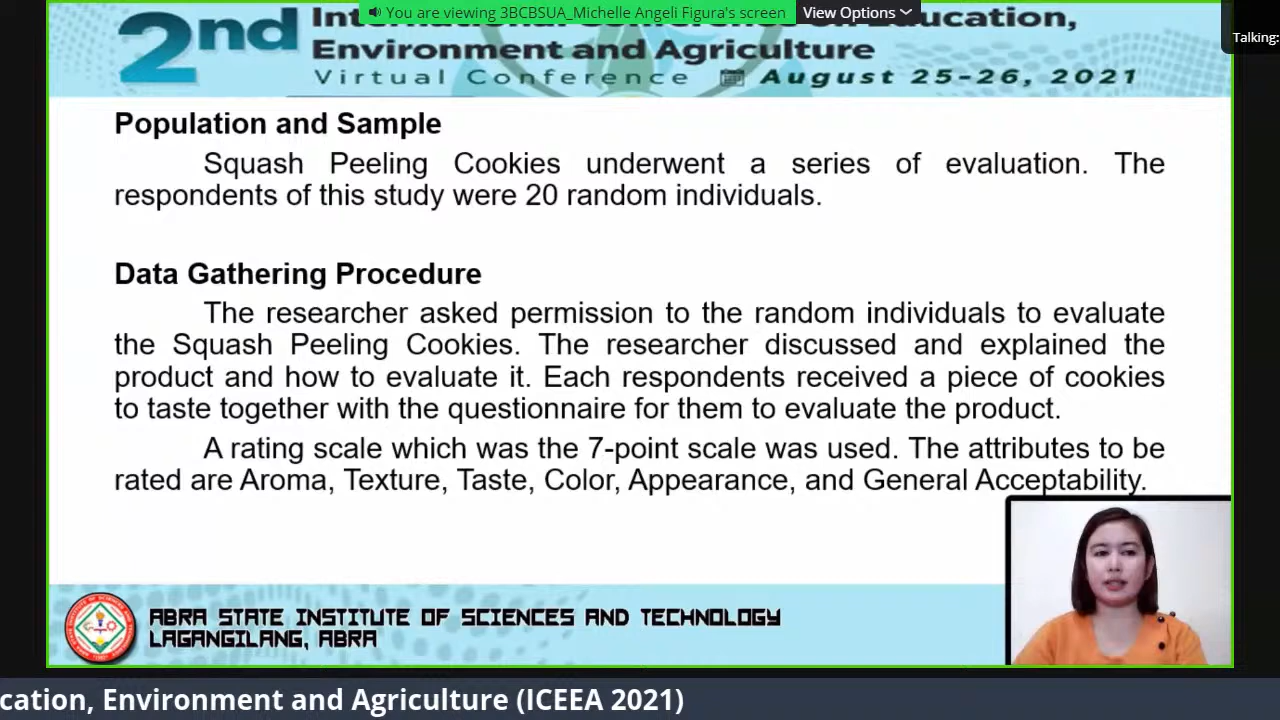 You are viewing 3BCBSUA_Michelle Angeli Figura's screen
View Options
Talking:
2nd
Environment and Agriculture
Virtual Conference August 25-26, 2021
Population and Sample
Squash Peeling Cookies underwent a series of evaluation. The
respondents of this study were 20 random individuals.
Data Gathering Procedure
The researcher asked permission to the random individuals to evaluate
the Squash Peeling Cookies. The researcher discussed and explained the
product and how to evaluate it. Each respondents received a piece of cookies
to taste together with the questionnaire for them to evaluate the product.
A rating scale which was the 7-point scale was used. The attributes to be
rated are Aroma, Texture, Taste, Color, Appearance, and General Acceptability.
ABRA STATE INSTITUTE OF SCIENCES AND TECHNOLOGY
LAGANGILANG, ABRA
cation, Environment and Agriculture (ICEEA 2021)